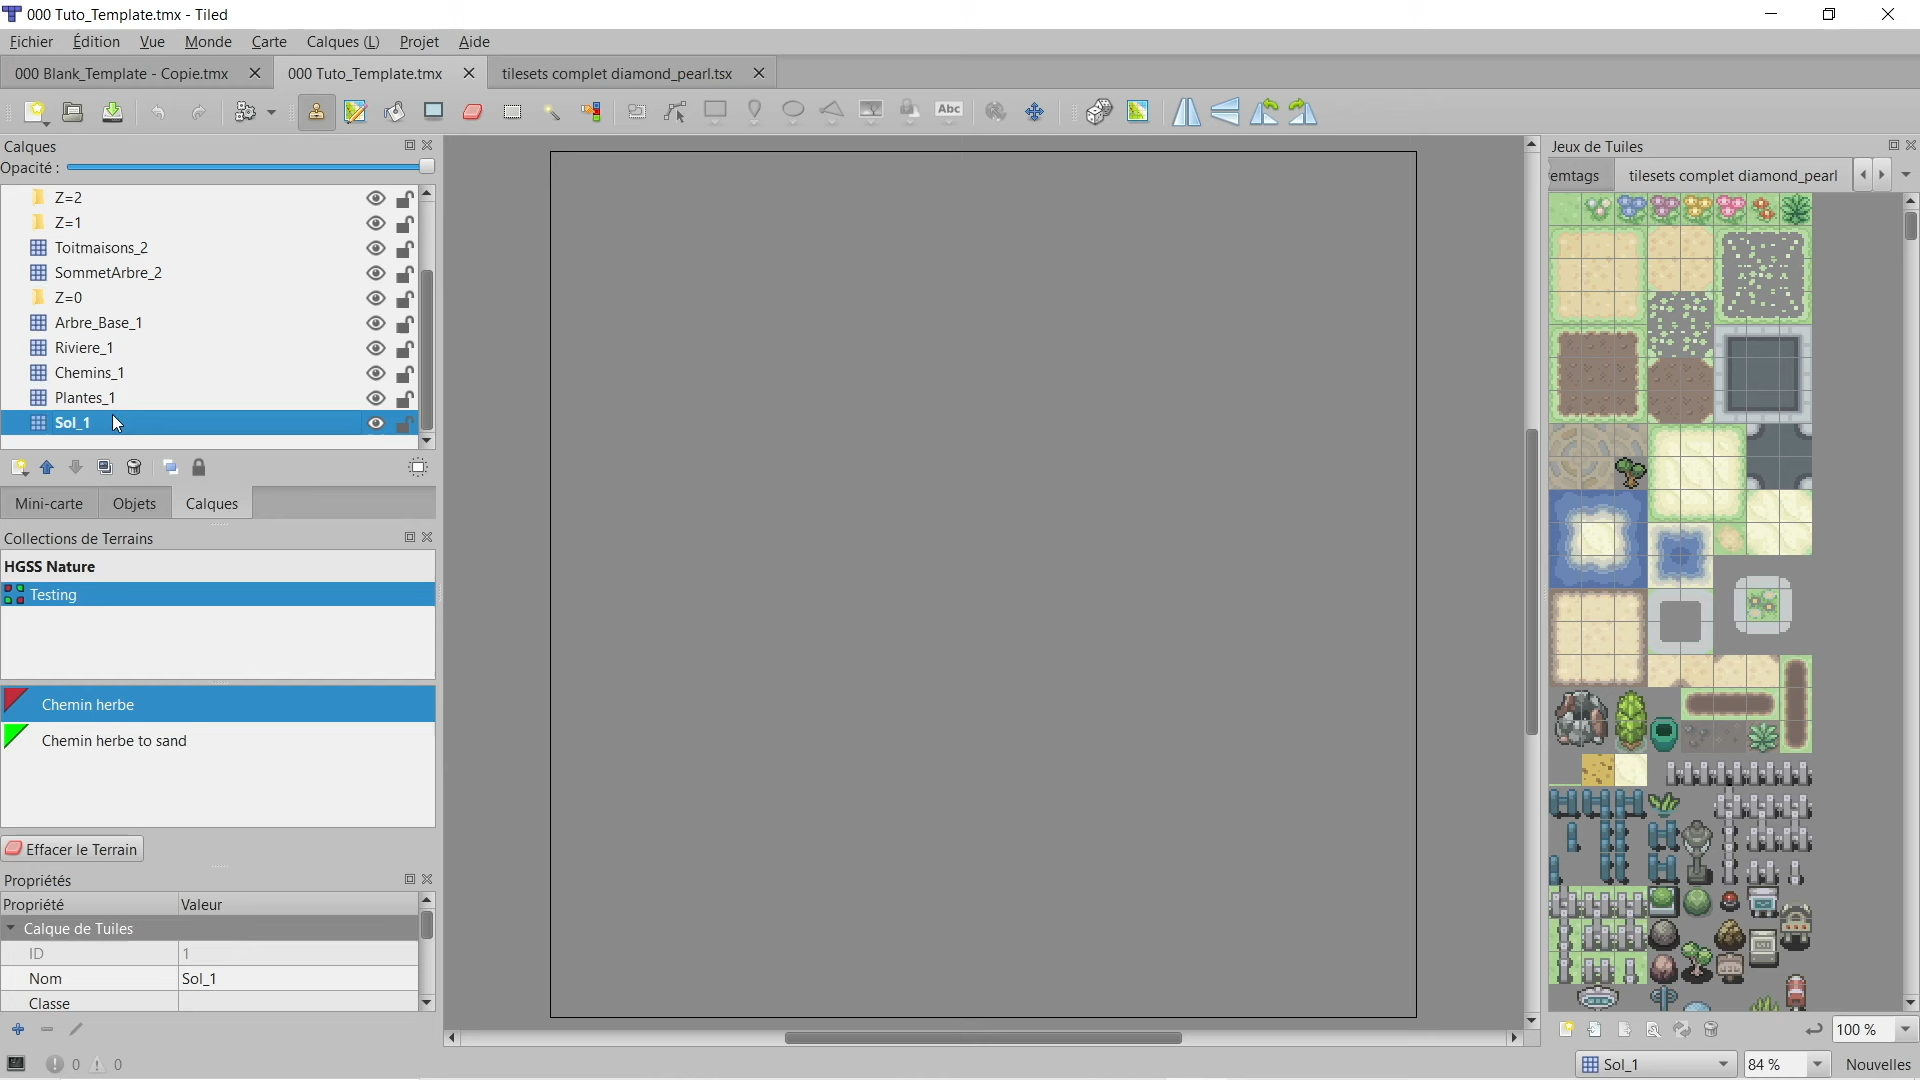 000 Tuto_Template.tmx - Tiled
Fichier Édition Vue Monde Carte Calques (L) Projet Aide
000 Blank_Template - Copie.tmx 000 Tuto_Template.tmx tilesets complet diamond_pearl.tsx
Abc
Calques
Opacité :
Z=2
Z=1
Toitmaisons_2
SommetArbre_2
Z=0
Arbre_Base_1
Riviere_1
Chemins_1
Plantes_1
Sol_1
Mini-carte Objets Calques
Collections de Terrains
HGSS Nature
Testing
Chemin herbe
Chemin herbe to sand
Effacer le Terrain
Propriétés
Propriété Valeur
Calque de Tuiles
ID 1
Nom Sol_1
Classe
0 0
Jeux de Tuiles
emtags tilesets complet diamond_pearl
100 %
Sol_1 84 % Nouvelles